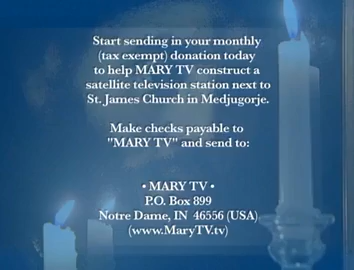 Start sending in your monthly
(tax exempt) donation today
to help MARY TV construct a
satellite television station next to
St. James Church in Medjugorje.
Make checks payable to
"MARY TV" and send to:
• MARY TV •
P.O. Box 899
Notre Dame, IN 46556 (USA)
(www.MaryTV.tv)